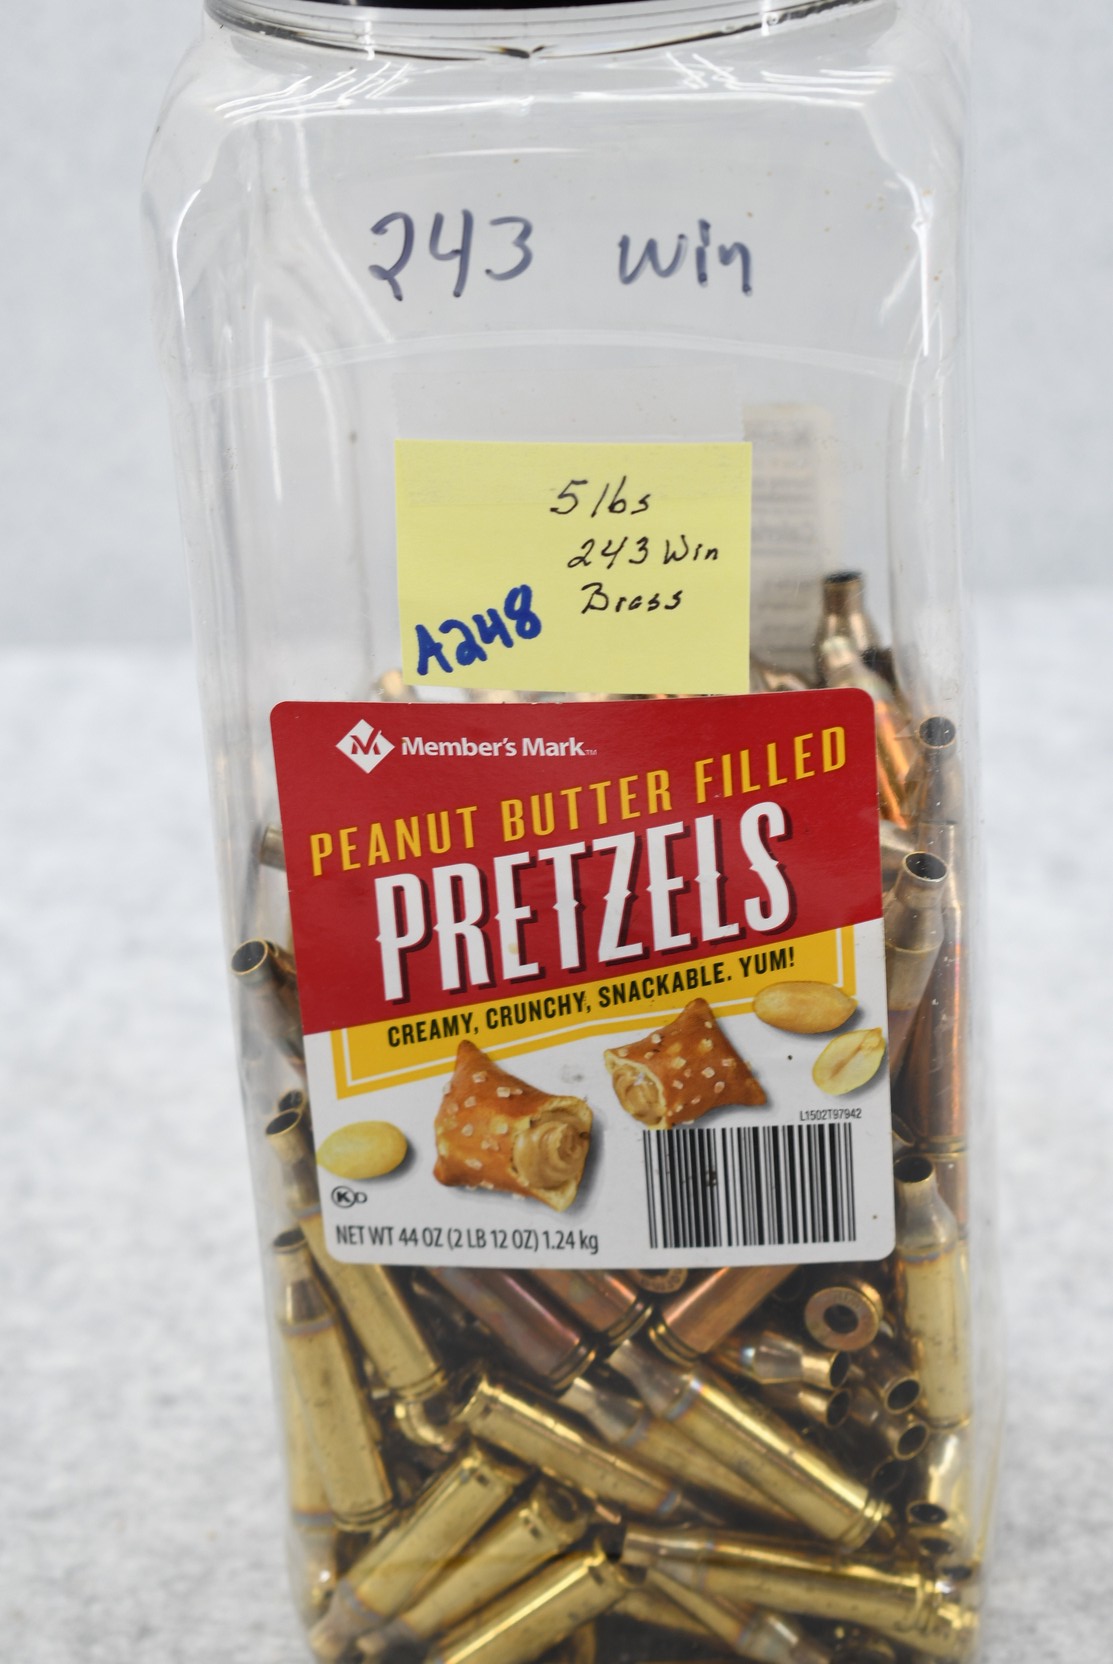 243 Win
5 lbs
243 Win
Brass
A248
Member's Mark™
PEANUT BUTTER FILLED
PRETZELS
CREAMY, CRUNCHY, SNACKABLE. YUM!
L1502T97942
K D
NET WT 44 OZ (2 LB 12 OZ) 1.24 kg